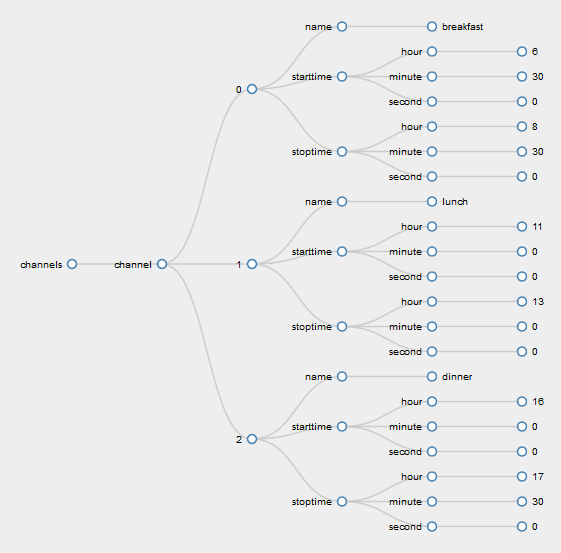 name breakfast
hour 6
starttime minute 30
0 second 0
hour 8
stoptime minute 30
second 0
name lunch
hour 11
starttime minute 0
channels channel 1 second 0
hour 13
stoptime minute 0
second 0
name dinner
hour 16
starttime minute 0
2 second 0
hour 17
stoptime minute 30
second 0